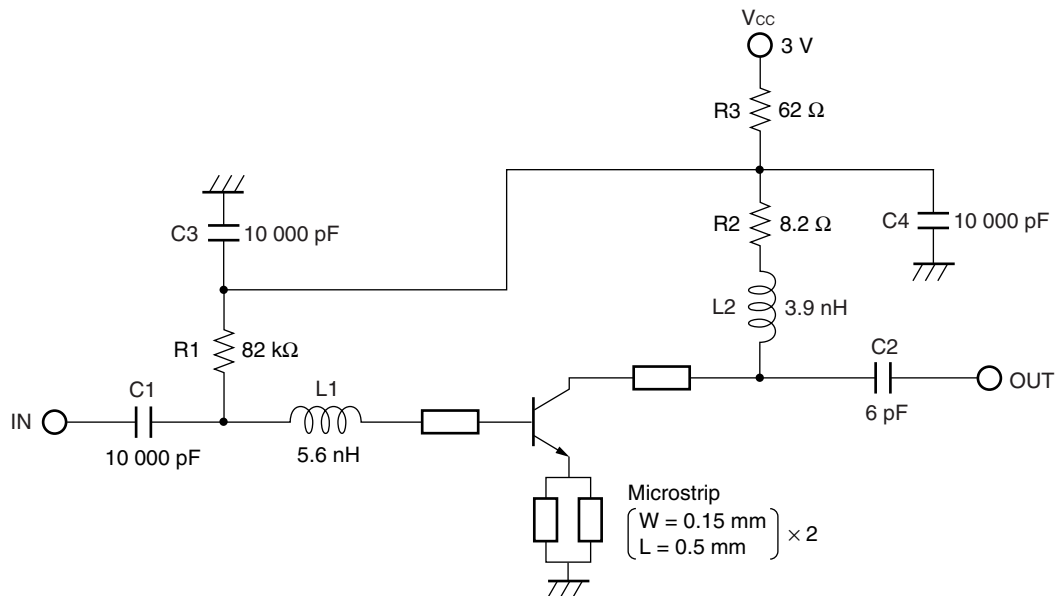 VCC
3 V
R3 62 Ω
C3 10 000 pF
R2 8.2 Ω
C4 10 000 pF
L2 3.9 nH
R1 82 kΩ
C1
L1
C2
IN
OUT
10 000 pF
5.6 nH
6 pF
Microstrip
W = 0.15 mm
L = 0.5 mm
× 2